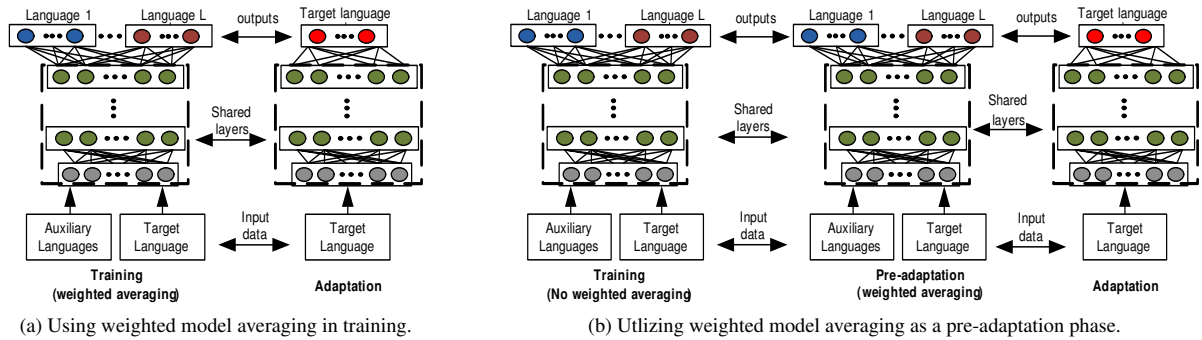 Language 1
Language L
outputs
Target language
Shared
layers
Auxiliary
Languages
Target
Language
Input
data
Target
Language
Training
(weighted averaging)
Adaptation
(a) Using weighted model averaging in training.
Language 1
Language L
outputs
Language 1
Language L
outputs
Target language
Shared
layers
Shared
layers
Auxiliary
Languages
Target
Language
Input
data
Auxiliary
Languages
Target
Language
Input
data
Target
Language
Training
(No weighted averaging)
Pre-adaptation
(weighted averaging)
Adaptation
(b) Utlizing weighted model averaging as a pre-adaptation phase.